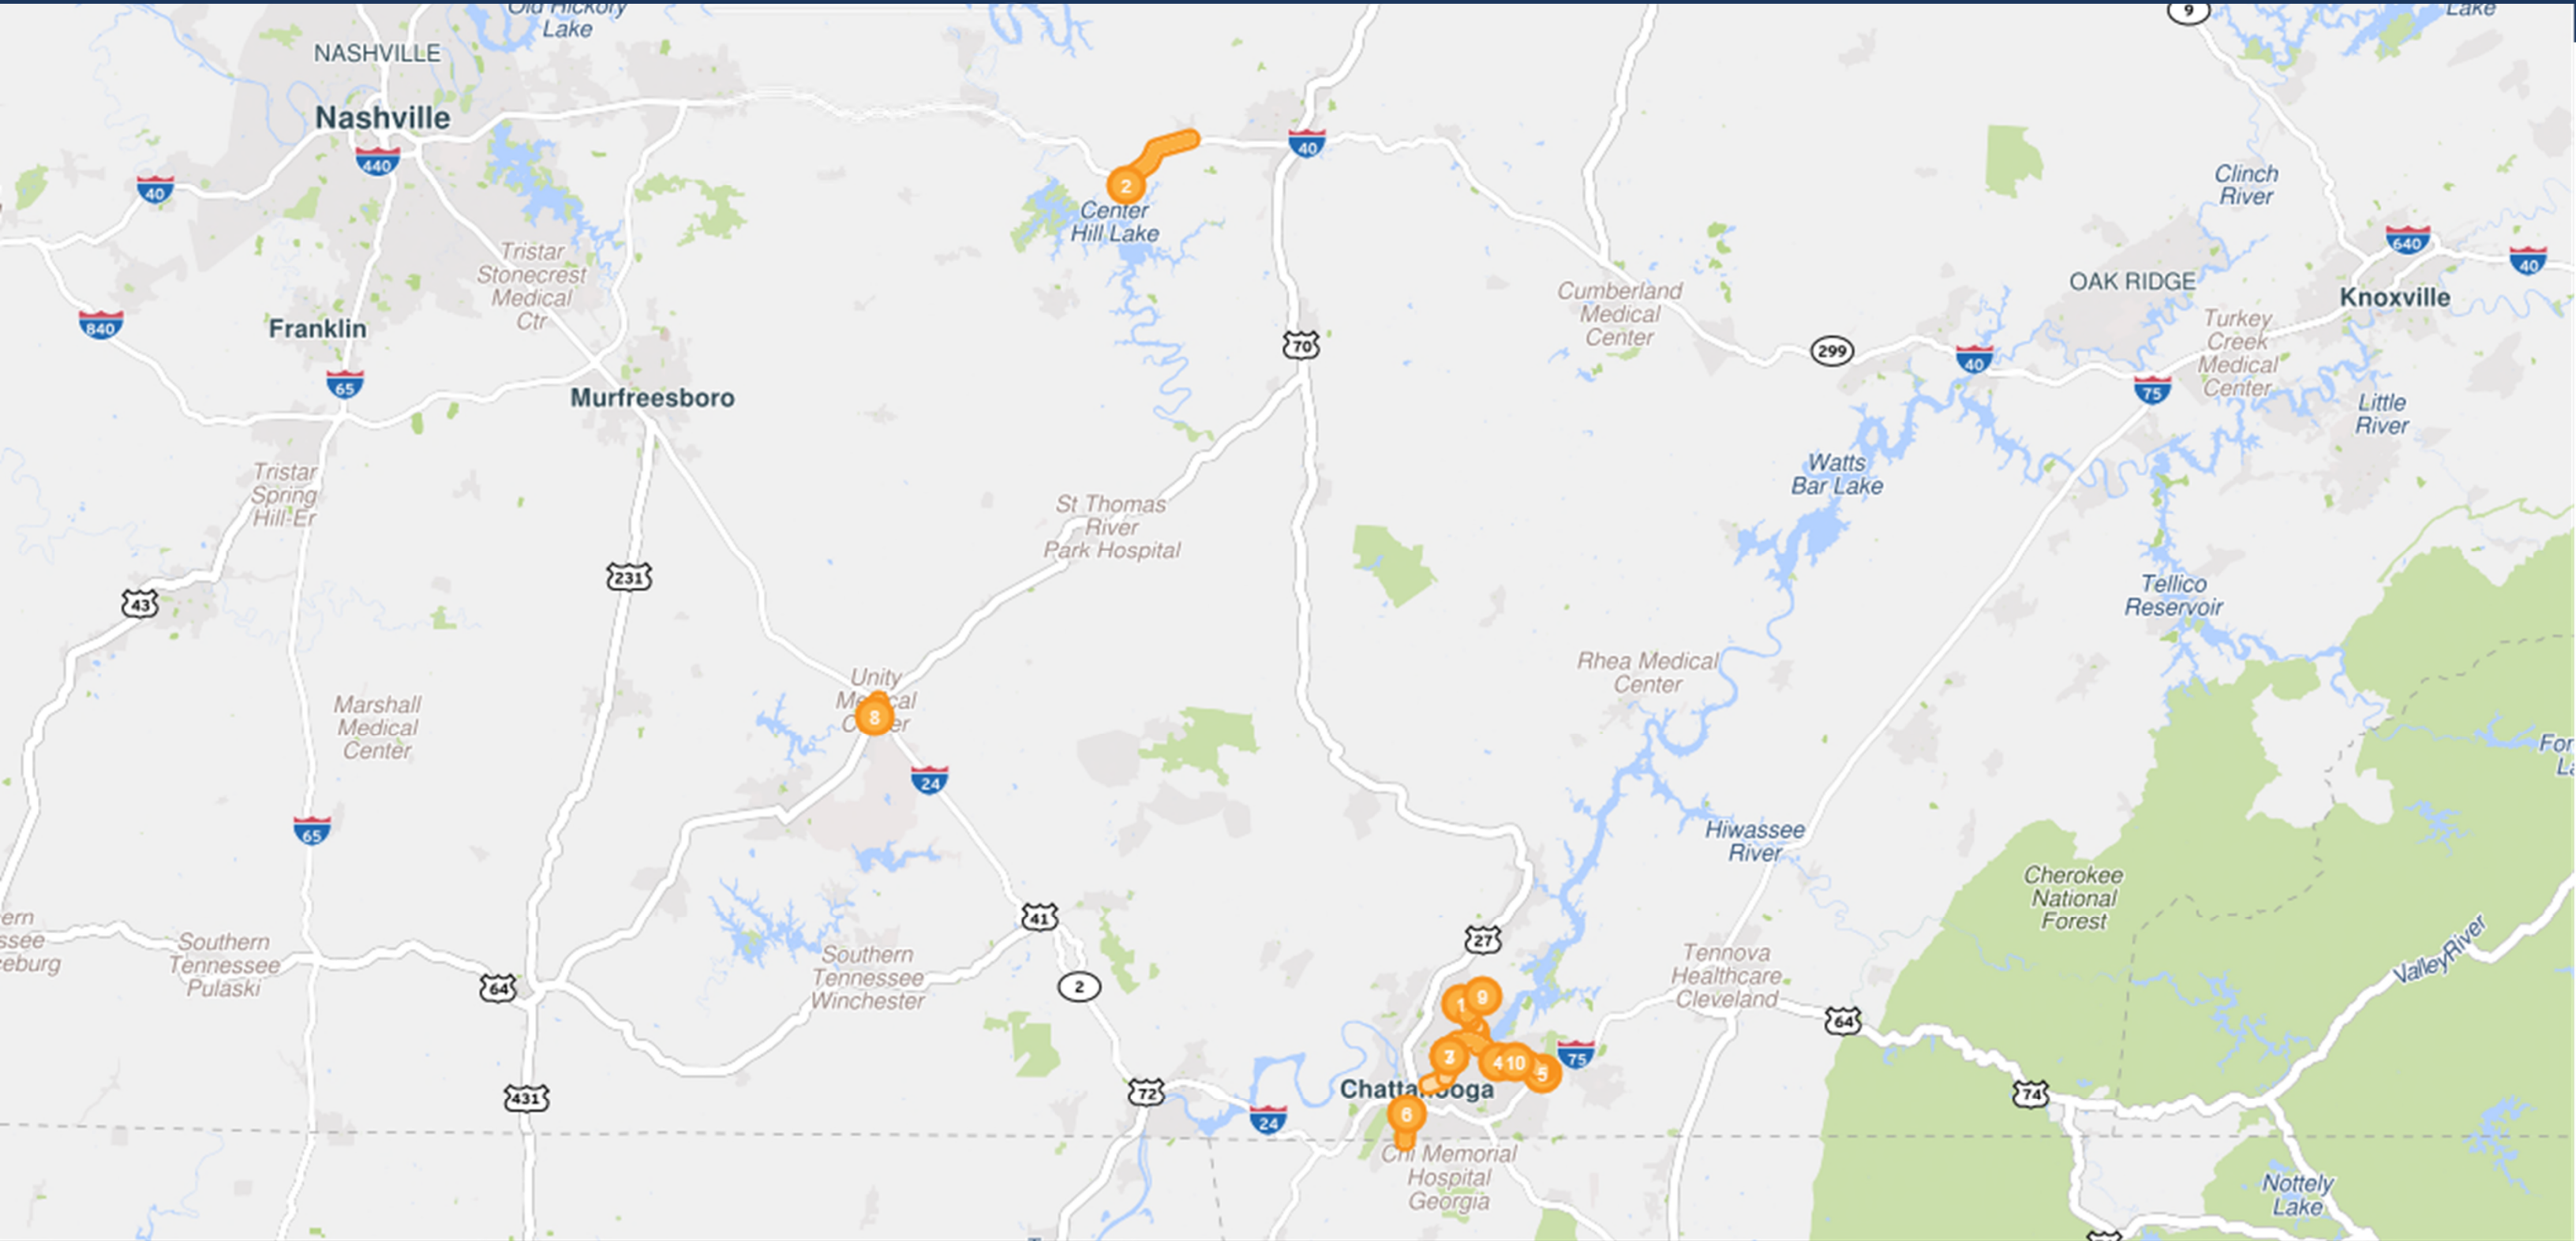 Old Hickory
Lake
9
Lake
NASHVILLE
Nashville
440
40
40
2
Center
Hill Lake
Clinch
River
640
40
Tristar
Stonecrest
Medical
Ctr
OAK RIDGE
Knoxville
Cumberland
Medical
Center
840
Franklin
Turkey
Creek
Medical
Center
70
299
40
65
75
Murfreesboro
Little
River
Watts
Bar Lake
Tristar
Spring
Hill-Er
St Thomas
River
Park Hospital
231
43
Tellico
Reservoir
Unity
Medical
Center
8
Rhea Medical
Center
Marshall
Medical
Center
24
65
Hiwassee
River
Cherokee
National
Forest
41
27
Southern
Tennessee
Pulaski
Southern
Tennessee
Winchester
Tennova
Healthcare
Cleveland
Valley River
64
2
1
9
64
4
10
5
75
Chattanooga
431
72
24
6
74
Chi Memorial
Hospital
Georgia
Nottely
Lake